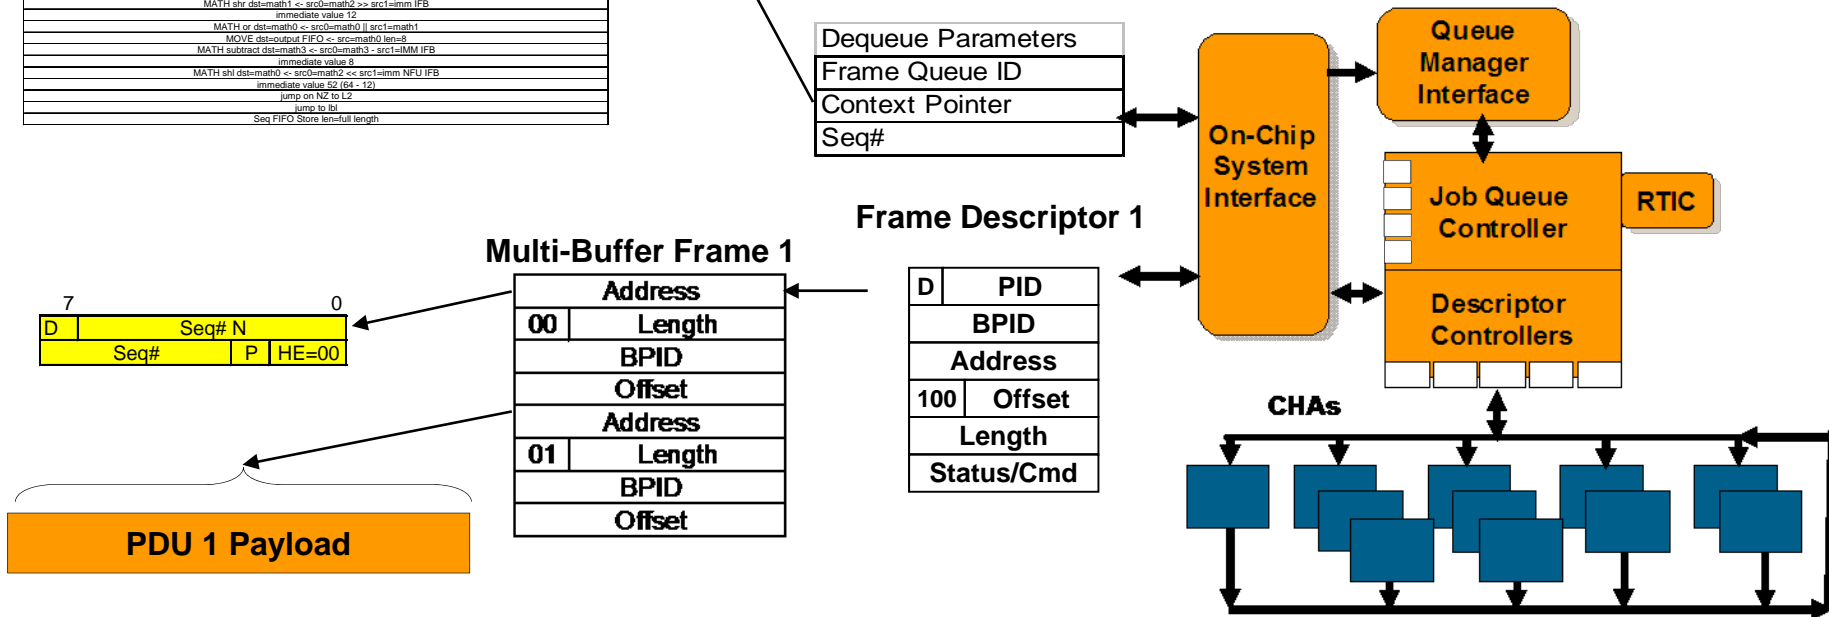 MATH shr dst=math1 <- src0=math2 >> src1=imm IFB
immediate value 12
MATH or dst=math0 <- src0=math0 || src1=math1
MOVE dst=output FIFO <- src=math0 len=8
MATH subtract dst=math3 <- src0=math3 - src1=IMM IFB
immediate value 8
MATH shl dst=math0 <- src0=math2 << src1=imm NFU IFB
immediate value 52 (64 - 12)
jump on NZ to L2
jump to lbl
Seq FIFO Store len=full length
Dequeue Parameters
Frame Queue ID
Context Pointer
Seq#
On-Chip
System
Interface
Queue
Manager
Interface
Job Queue
Controller
RTIC
Descriptor
Controllers
CHAs
Frame Descriptor 1
D PID
BPID
Address
100 Offset
Length
Status/Cmd
Multi-Buffer Frame 1
Address
00 Length
BPID
Offset
Address
01 Length
BPID
Offset
7 0
D Seq# N
Seq# P HE=00
PDU 1 Payload